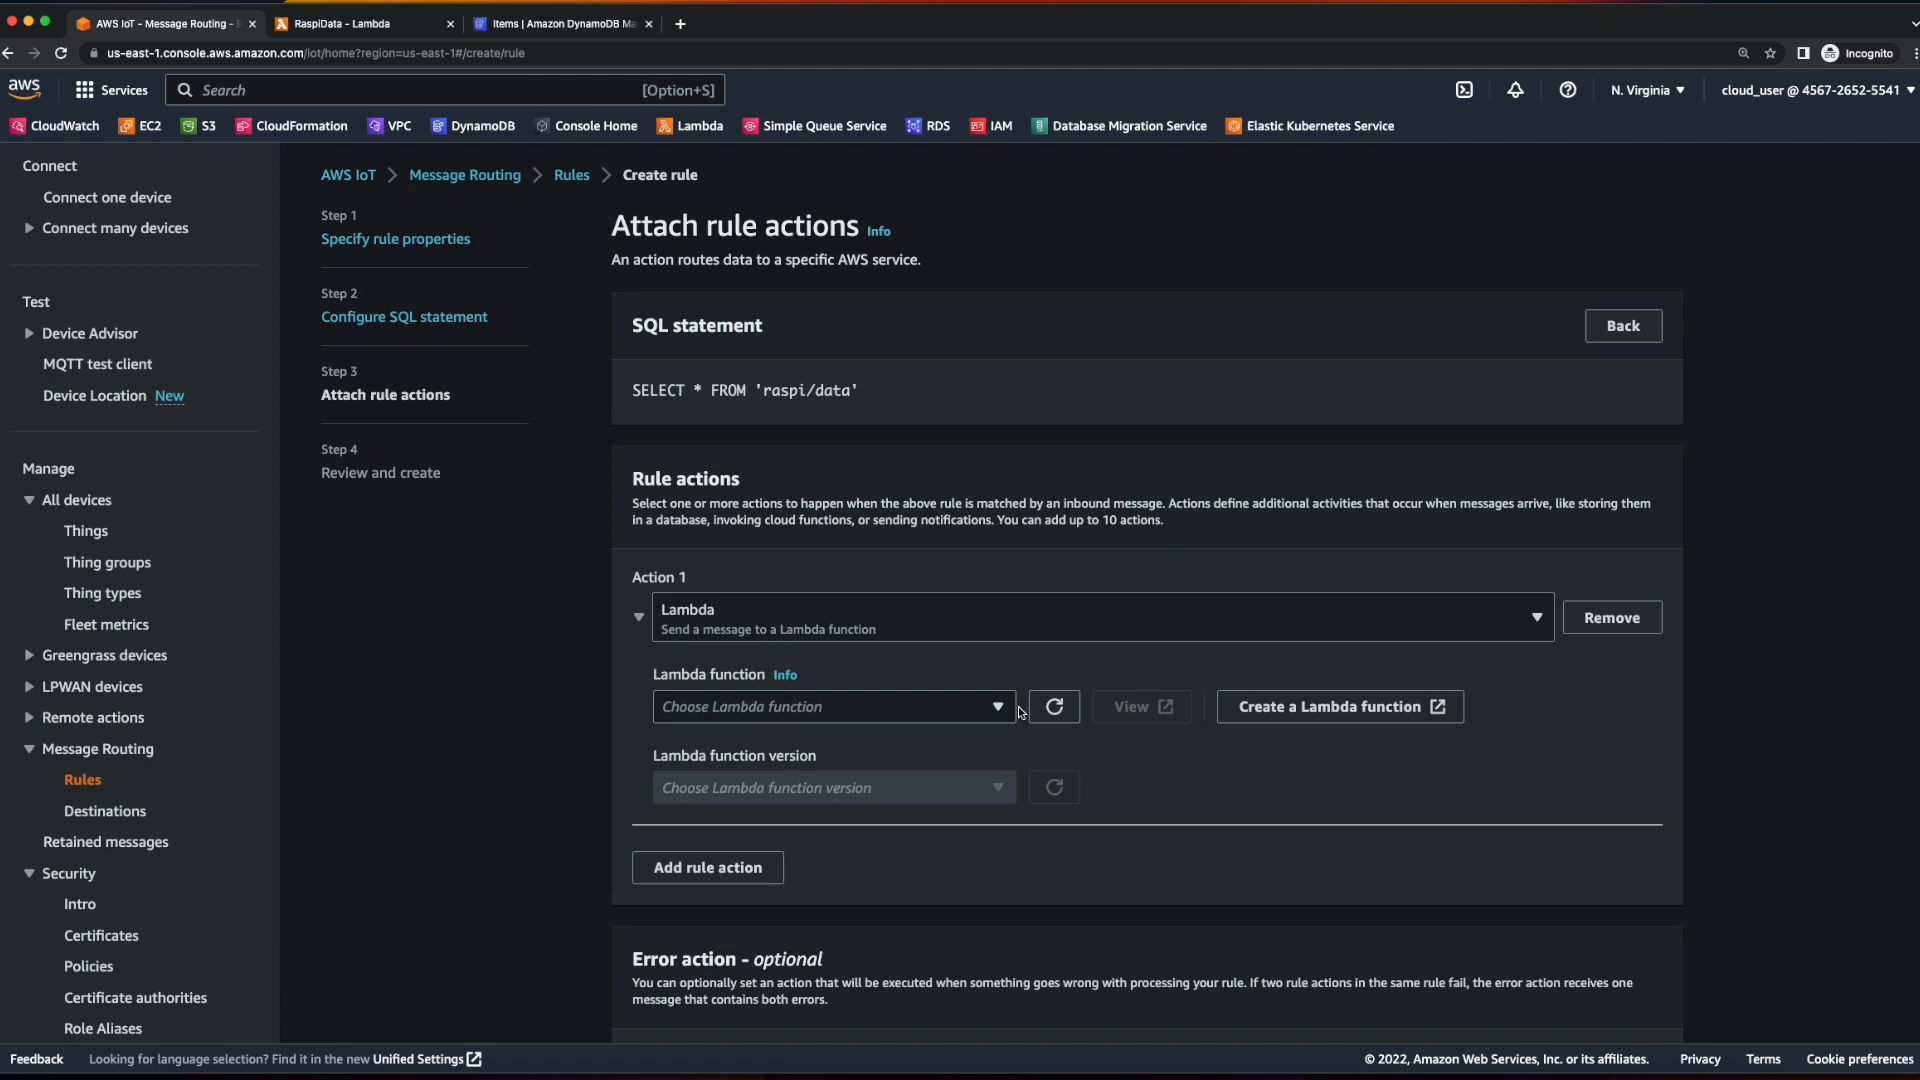 AWS IoT - Message Routing - R
RaspiData - Lambda
Items | Amazon DynamoDB Ma
us-east-1.console.aws.amazon.com/iot/home?region=us-east-1#/create/rule
Incognito
aws
Services
Search
[Option+S]
N. Virginia
cloud_user @ 4567-2652-5541
CloudWatch
EC2
S3
CloudFormation
VPC
DynamoDB
Console Home
Lambda
Simple Queue Service
RDS
IAM
Database Migration Service
Elastic Kubernetes Service
Connect
Connect one device
Connect many devices
Test
Device Advisor
MQTT test client
Device Location New
Manage
All devices
Things
Thing groups
Thing types
Fleet metrics
Greengrass devices
LPWAN devices
Remote actions
Message Routing
Rules
Destinations
Retained messages
Security
Intro
Certificates
Policies
Certificate authorities
Role Aliases
AWS IoT
Message Routing
Rules
Create rule
Step 1
Specify rule properties
Step 2
Configure SQL statement
Step 3
Attach rule actions
Step 4
Review and create
Attach rule actions Info
An action routes data to a specific AWS service.
SQL statement
Back
SELECT * FROM 'raspi/data'
Rule actions
Select one or more actions to happen when the above rule is matched by an inbound message. Actions define additional activities that occur when messages arrive, like storing them
in a database, invoking cloud functions, or sending notifications. You can add up to 10 actions.
Action 1
Lambda
Send a message to a Lambda function
Remove
Lambda function Info
Choose Lambda function
View
Create a Lambda function
Lambda function version
Choose Lambda function version
Add rule action
Error action - optional
You can optionally set an action that will be executed when something goes wrong with processing your rule. If two rule actions in the same rule fail, the error action receives one
message that contains both errors.
Feedback
Looking for language selection? Find it in the new Unified Settings
© 2022, Amazon Web Services, Inc. or its affiliates.
Privacy
Terms
Cookie preferences